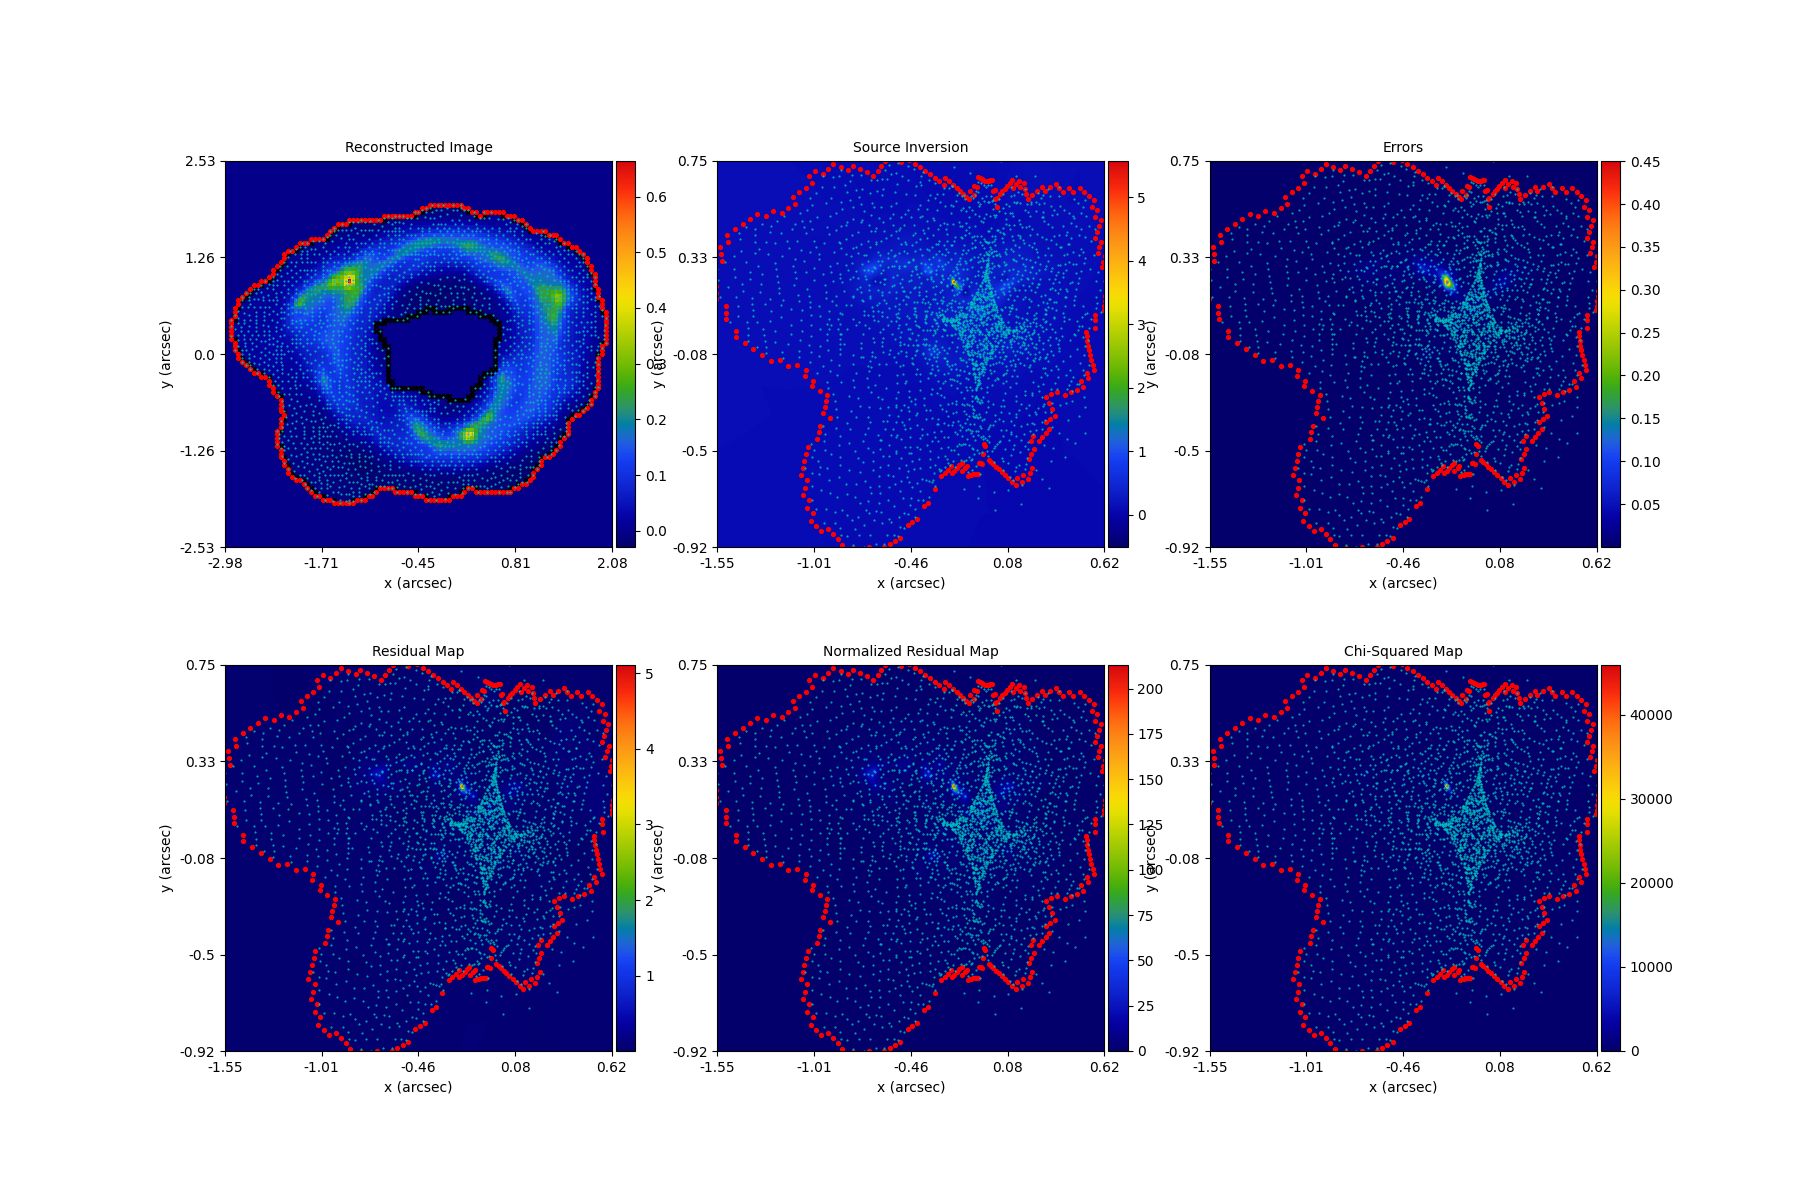 Reconstructed Image
2.53
1.26
0.0
-1.26
-2.53
y (arcsec)
-2.98 -1.71 -0.45 0.81 2.08
x (arcsec)
0.6
0.5
0.4
0.3
0.2
0.1
0.0
Source Inversion
0.75
0.33
-0.08
-0.5
-0.92
y (arcsec)
-1.55 -1.01 -0.46 0.08 0.62
x (arcsec)
5
4
3
2
1
0
Errors
0.75
0.33
-0.08
-0.5
-0.92
y (arcsec)
-1.55 -1.01 -0.46 0.08 0.62
x (arcsec)
0.45
0.40
0.35
0.30
0.25
0.20
0.15
0.10
0.05
Residual Map
0.75
0.33
-0.08
-0.5
-0.92
y (arcsec)
-1.55 -1.01 -0.46 0.08 0.62
x (arcsec)
5
4
3
2
1
Normalized Residual Map
0.75
0.33
-0.08
-0.5
-0.92
y (arcsec)
-1.55 -1.01 -0.46 0.08 0.62
x (arcsec)
200
175
150
125
100
75
50
25
0
Chi-Squared Map
0.75
0.33
-0.08
-0.5
-0.92
y (arcsec)
-1.55 -1.01 -0.46 0.08 0.62
x (arcsec)
40000
30000
20000
10000
0